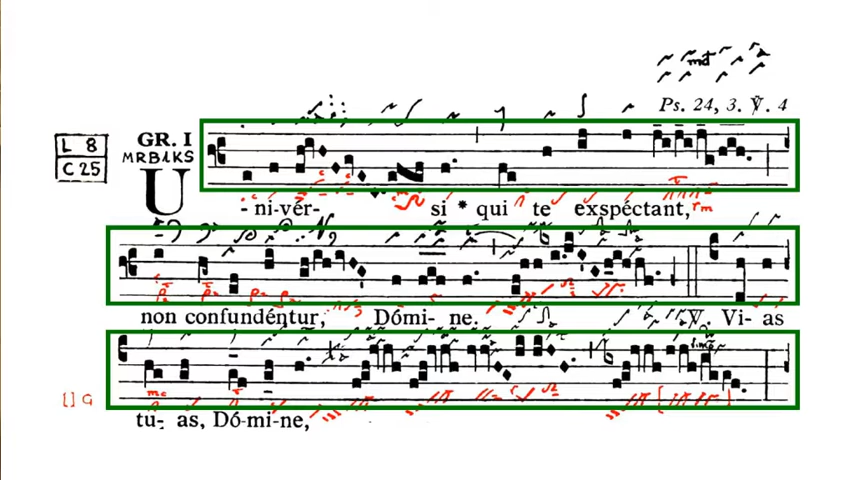 Ps. 24, 3. ℣. 4
L 8
C 25
GR. I
MRBCKS
U - ni-vér- si * qui te exspéctant,
non confundéntur, Dómi- ne. ℣. Vi- as
tu- as, Dó-mi-ne,